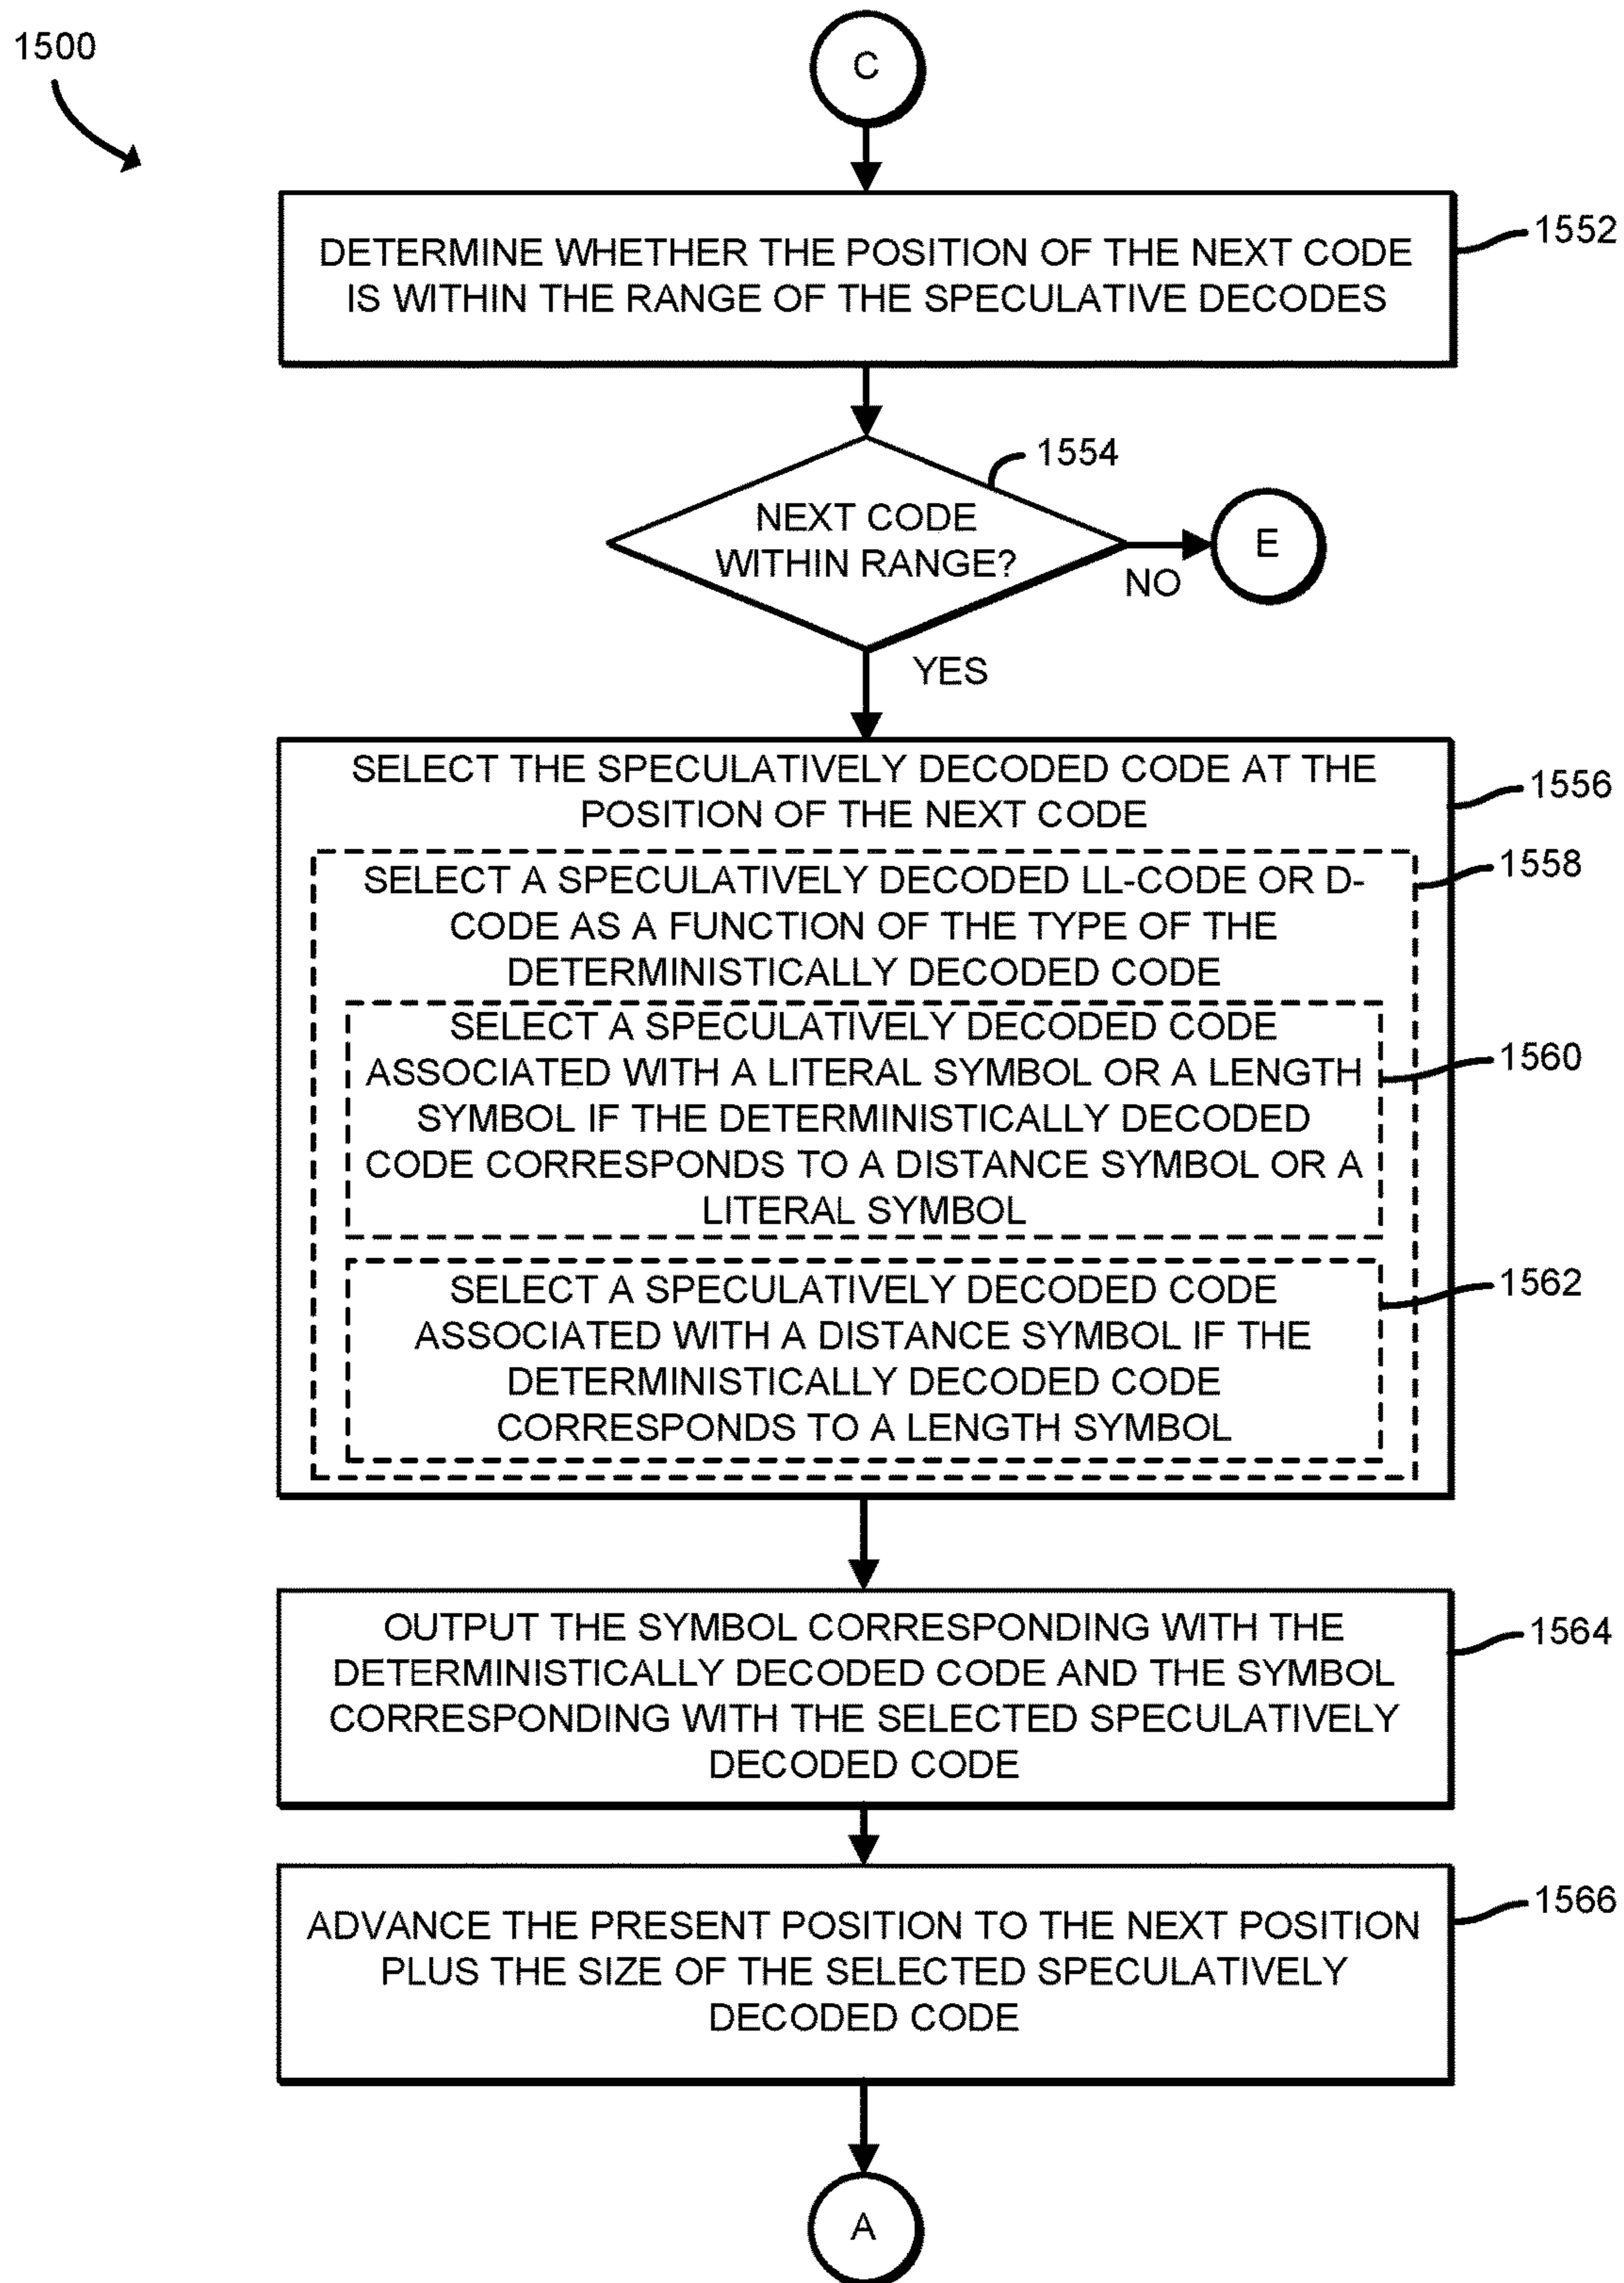 1500
C
DETERMINE WHETHER THE POSITION OF THE NEXT CODE
IS WITHIN THE RANGE OF THE SPECULATIVE DECODES
1552
1554
NEXT CODE
WITHIN RANGE?
NO
E
YES
SELECT THE SPECULATIVELY DECODED CODE AT THE
POSITION OF THE NEXT CODE
1556
SELECT A SPECULATIVELY DECODED LL-CODE OR D-
CODE AS A FUNCTION OF THE TYPE OF THE
DETERMINISTICALLY DECODED CODE
1558
SELECT A SPECULATIVELY DECODED CODE
ASSOCIATED WITH A LITERAL SYMBOL OR A LENGTH
SYMBOL IF THE DETERMINISTICALLY DECODED
CODE CORRESPONDS TO A DISTANCE SYMBOL OR A
LITERAL SYMBOL
1560
SELECT A SPECULATIVELY DECODED CODE
ASSOCIATED WITH A DISTANCE SYMBOL IF THE
DETERMINISTICALLY DECODED CODE
CORRESPONDS TO A LENGTH SYMBOL
1562
OUTPUT THE SYMBOL CORRESPONDING WITH THE
DETERMINISTICALLY DECODED CODE AND THE SYMBOL
CORRESPONDING WITH THE SELECTED SPECULATIVELY
DECODED CODE
1564
ADVANCE THE PRESENT POSITION TO THE NEXT POSITION
PLUS THE SIZE OF THE SELECTED SPECULATIVELY
DECODED CODE
1566
A